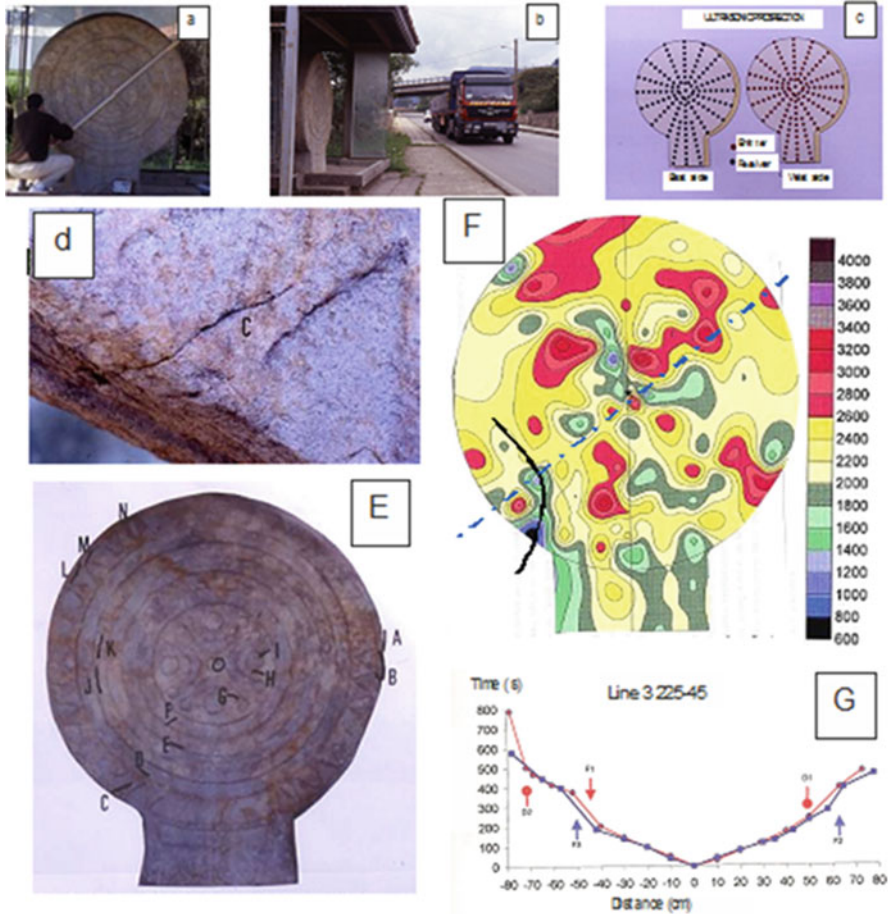 a
b
c
ULTRASONIC PROSPECTION
East side
West side
d
C
F
4000
3800
3600
3400
3200
3000
2800
2600
2400
2200
2000
1800
1600
1400
1200
1000
800
600
E
N
M
L
K
J
I
H
G
F
E
D
C
A
B
G
Time (s)
Line 3 225-45
800
700
600
500
400
300
200
100
0
F1
D1
D2
F3
F2
-80 -70 -60 -50 -40 -30 -20 -10 0 10 20 30 40 50 60 70 80
Distance (cm)